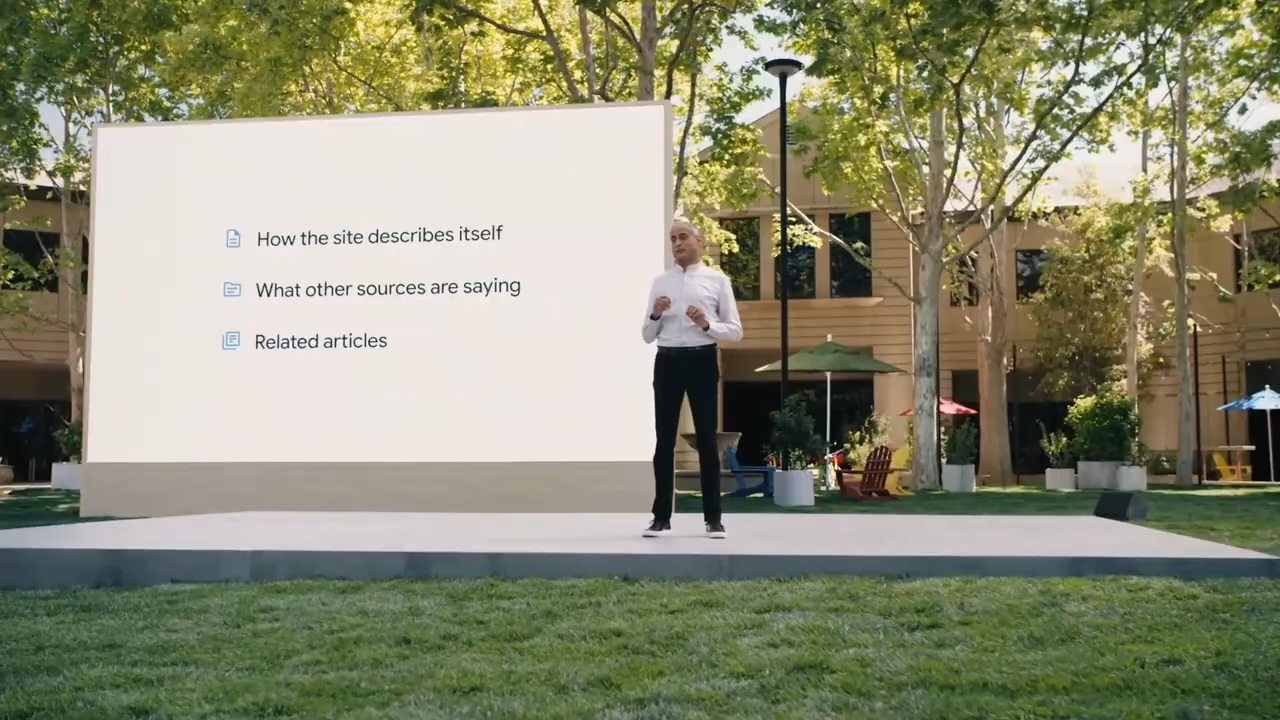 How the site describes itself
What other sources are saying
Related articles